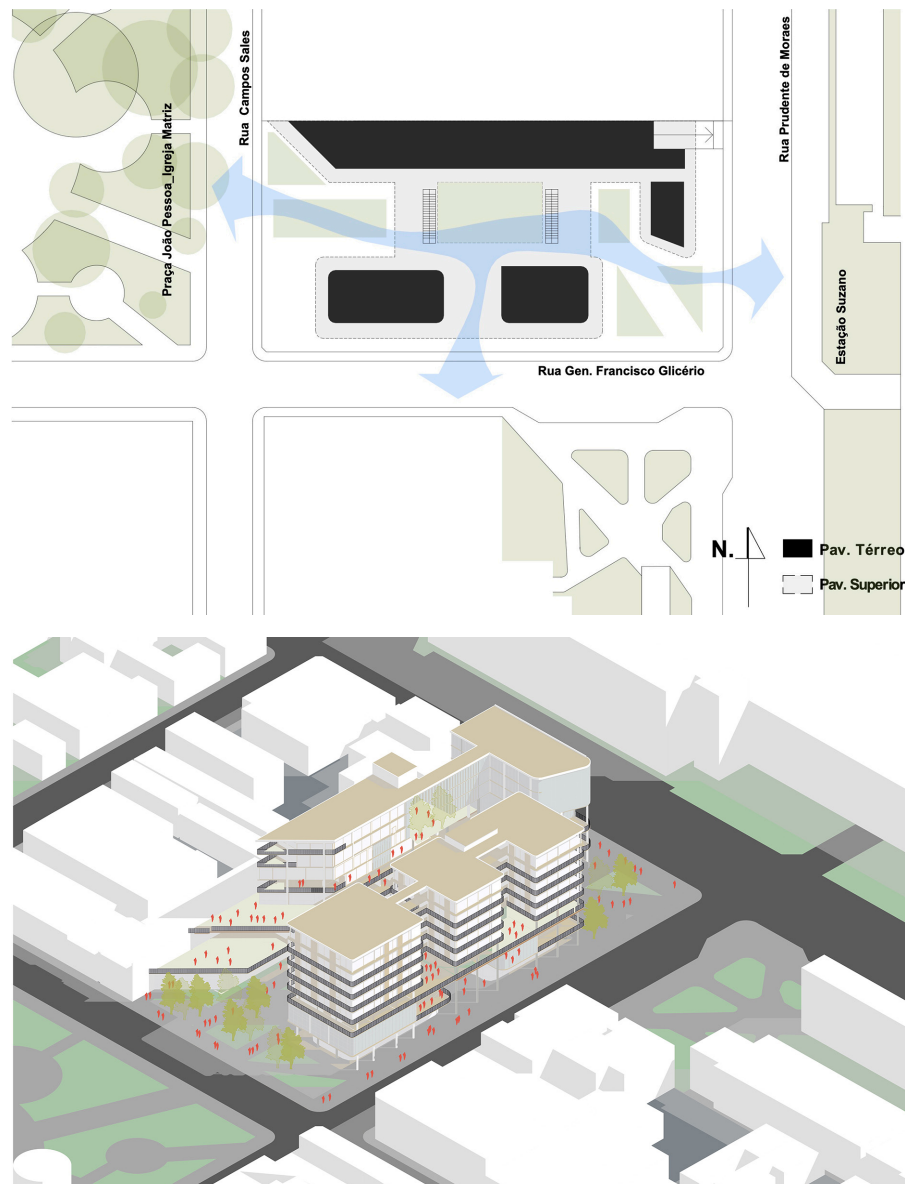 Praça João Pessoa_Igreja Matriz
Rua Campos Sales
Rua Prudente de Moraes
Estação Suzano
Rua Gen. Francisco Glicério
N.
Pav. Térreo
Pav. Superior